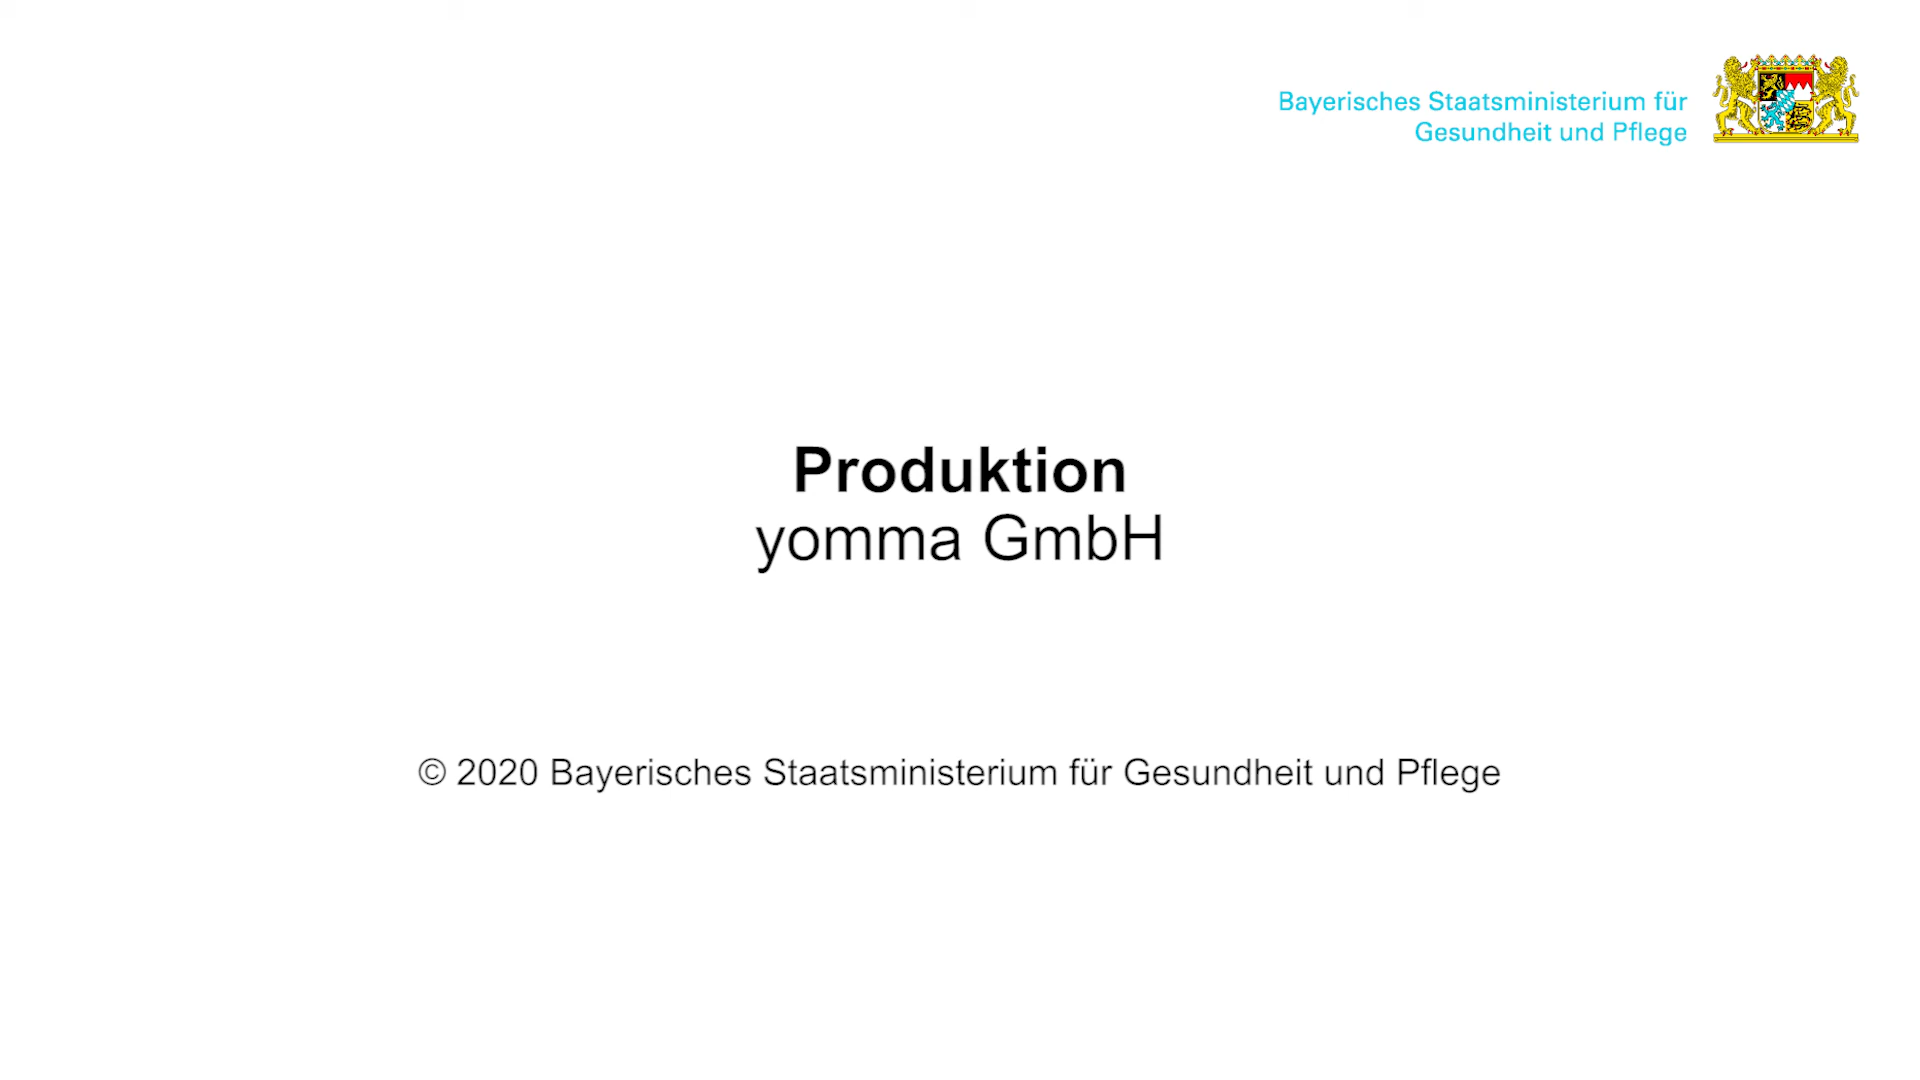 Bayerisches Staatsministerium für
Gesundheit und Pflege
Produktion
yomma GmbH
© 2020 Bayerisches Staatsministerium für Gesundheit und Pflege